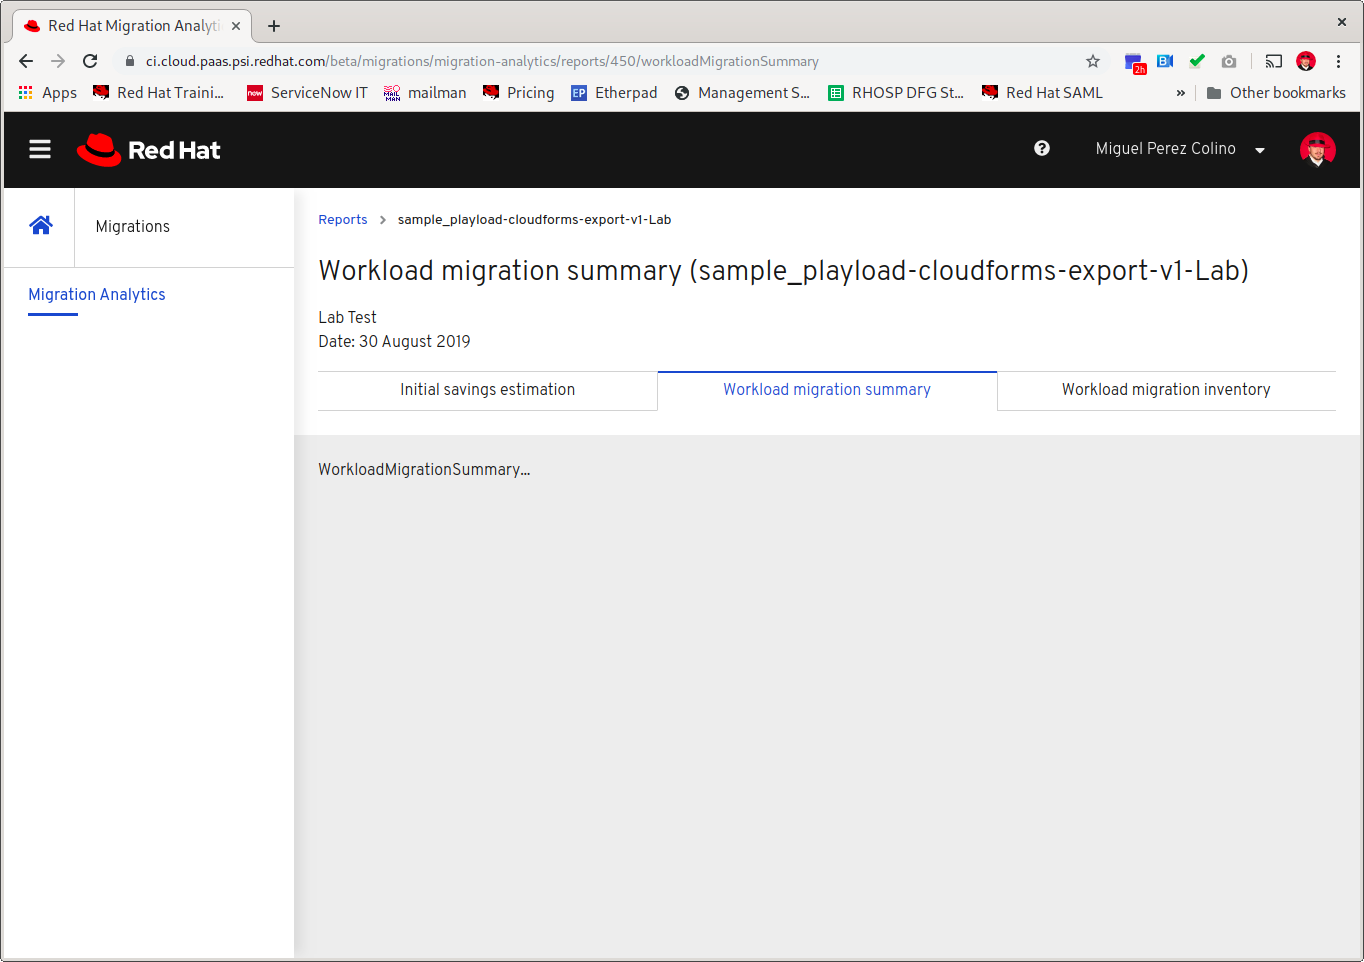 Red Hat Migration Analyti
ci.cloud.paas.psi.redhat.com/beta/migrations/migration-analytics/reports/450/workloadMigrationSummary
2h
Apps
Red Hat Traini...
now
ServiceNow IT
MAIL MAN
mailman
Pricing
EP
Etherpad
Management S...
RHOSP DFG St...
Red Hat SAML
»
Other bookmarks
Red Hat
Miguel Perez Colino
Migrations
Migration Analytics
Reports > sample_playload-cloudforms-export-v1-Lab
Workload migration summary (sample_playload-cloudforms-export-v1-Lab)
Lab Test
Date: 30 August 2019
Initial savings estimation
Workload migration summary
Workload migration inventory
WorkloadMigrationSummary...